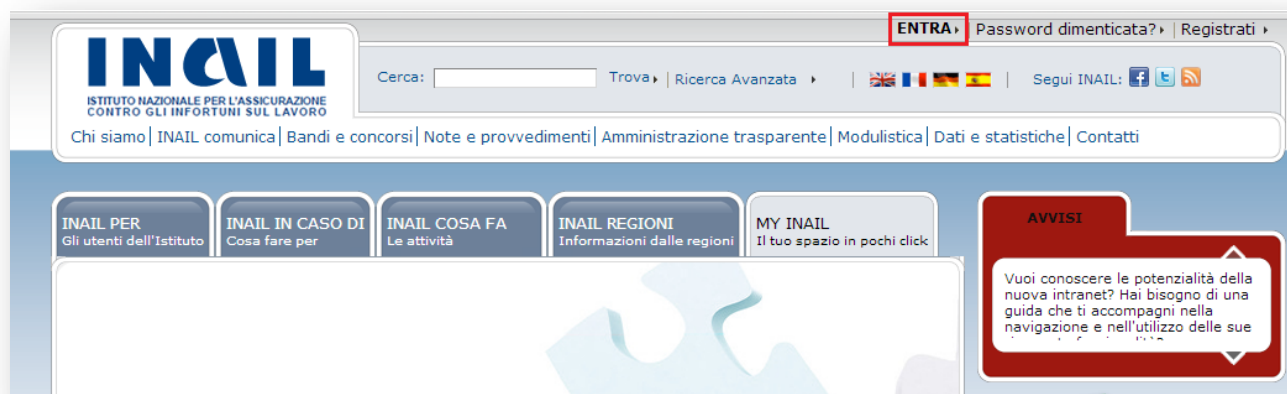 ENTRA Password dimenticata? Registrati
INAIL
ISTITUTO NAZIONALE PER L'ASSICURAZIONE
CONTRO GLI INFORTUNI SUL LAVORO
Cerca: Trova | Ricerca Avanzata | | Segui INAIL:
Chi siamo| INAIL comunica| Bandi e concorsi| Note e provvedimenti| Amministrazione trasparente| Modulistica| Dati e statistiche| Contatti
INAIL PER
Gli utenti dell'Istituto
INAIL IN CASO DI
Cosa fare per
INAIL COSA FA
Le attività
INAIL REGIONI
Informazioni dalle regioni
MY INAIL
Il tuo spazio in pochi click
AVVISI
Vuoi conoscere le potenzialità della
nuova intranet? Hai bisogno di una
guida che ti accompagni nella
navigazione e nell'utilizzo delle sue